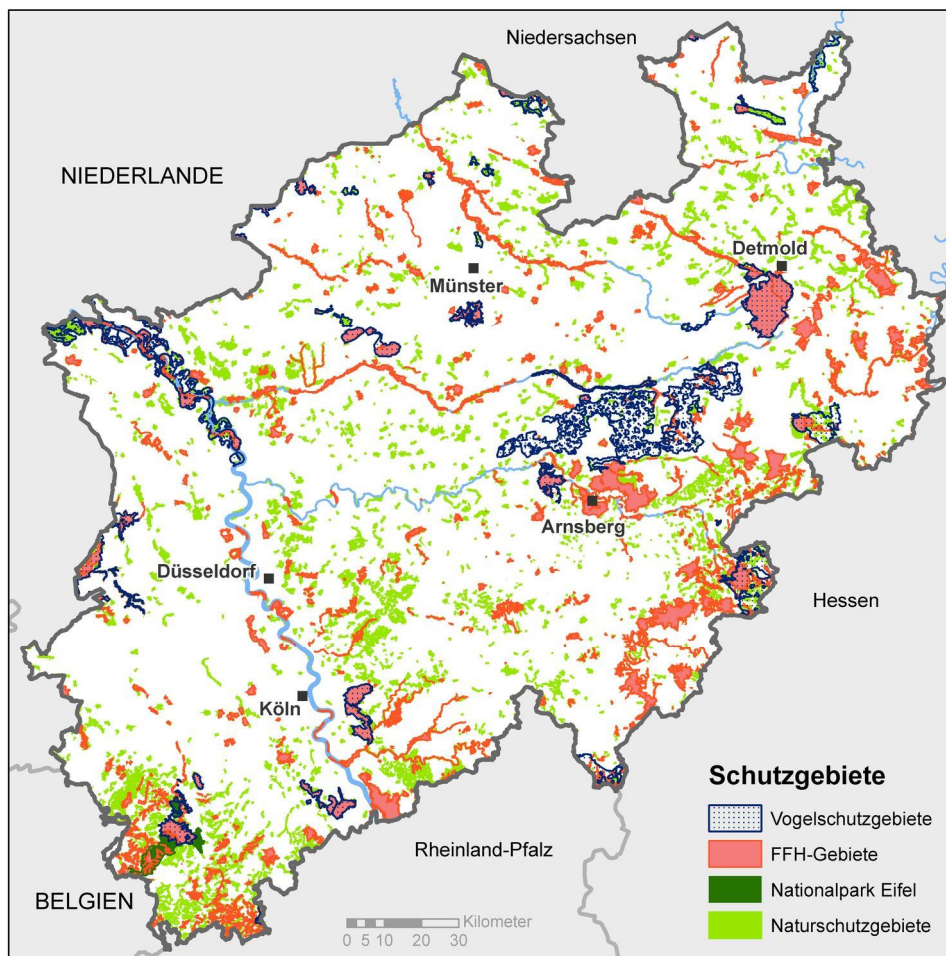 Niedersachsen
NIEDERLANDE
Detmold
Münster
Arnsberg
Düsseldorf
Hessen
Köln
Schutzgebiete
Vogelschutzgebiete
FFH-Gebiete
Nationalpark Eifel
Naturschutzgebiete
Rheinland-Pfalz
BELGIEN
Kilometer
0 5 10 20 30